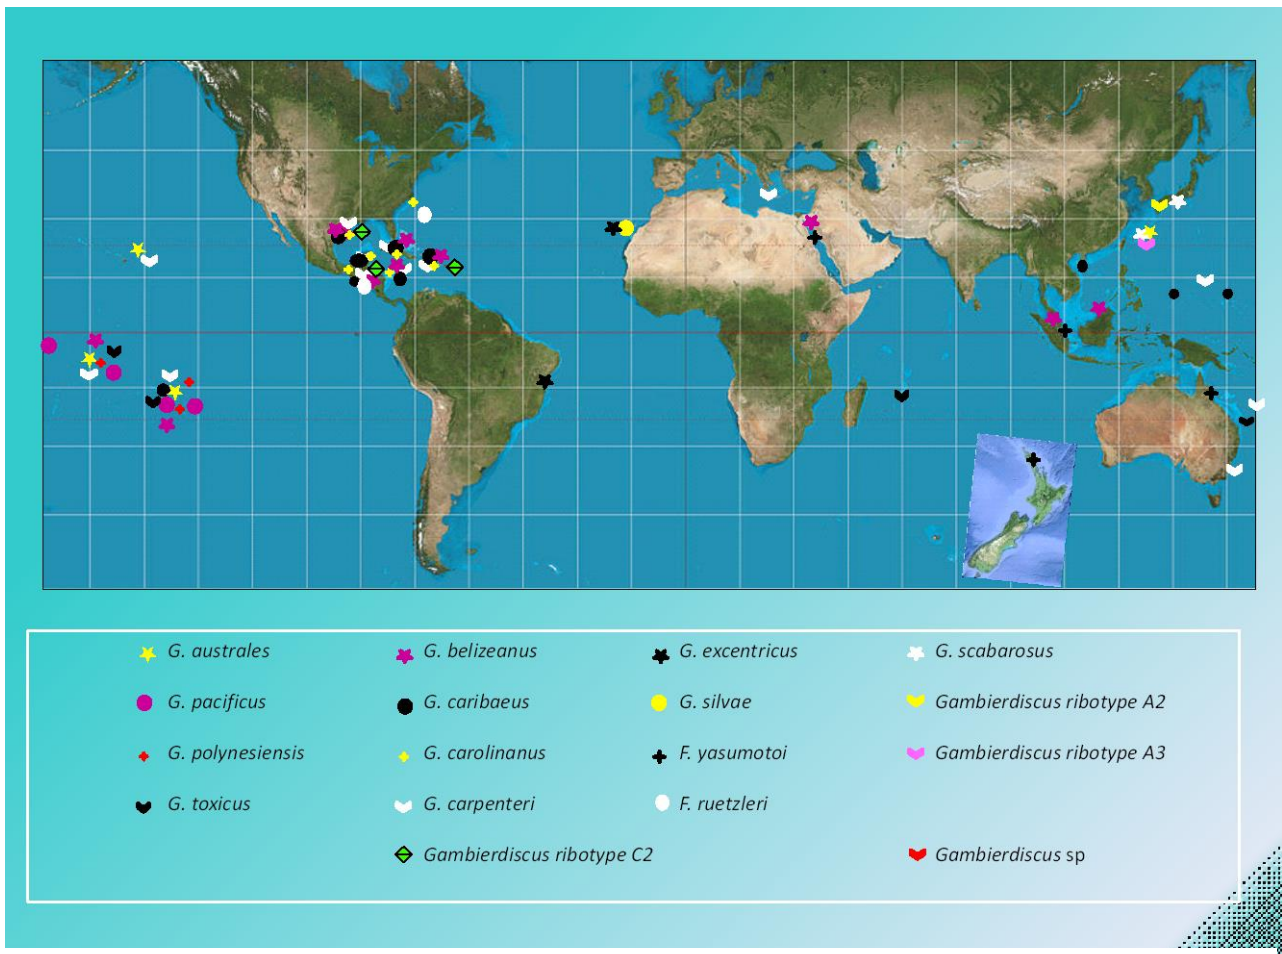 G. australes G. belizeanus G. excentricus G. scabarosus
G. pacificus G. caribaeus G. silvae Gambierdiscus ribotype A2
G. polynesiensis G. carolinanus F. yasumotoi Gambierdiscus ribotype A3
G. toxicus G. carpenteri F. ruetzleri
Gambierdiscus ribotype C2 Gambierdiscus sp